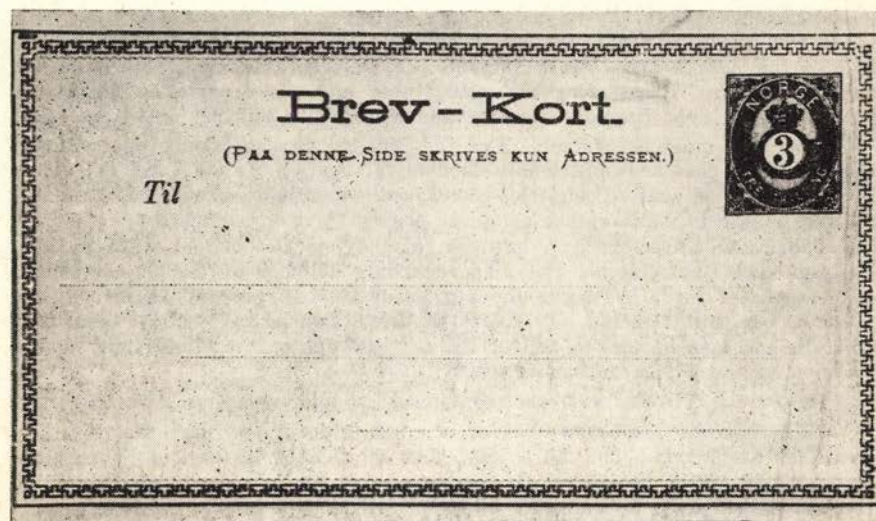 Brev-Kort.
(PAA DENNE SIDE SKRIVES KUN ADRESSEN.)
NORGE
3
Til